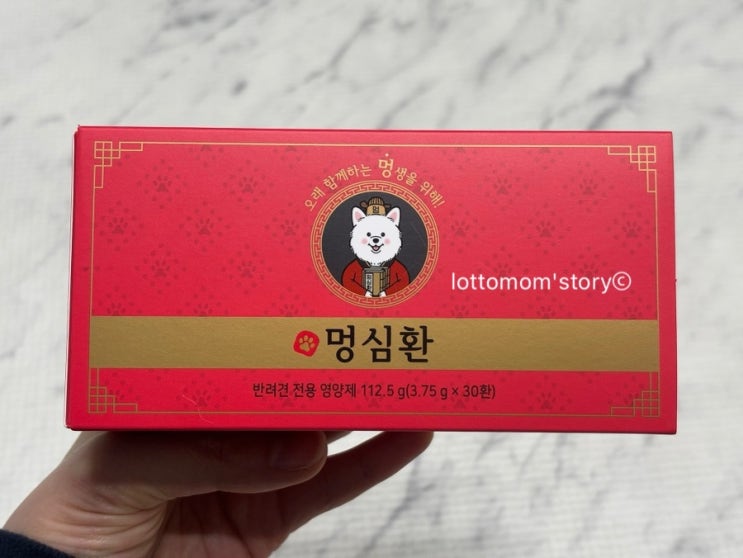 오래 함께하는 멍생을 위해!
멍
lottomom'story©
멍심환
반려견 전용 영양제 112.5 g(3.75 g × 30환)